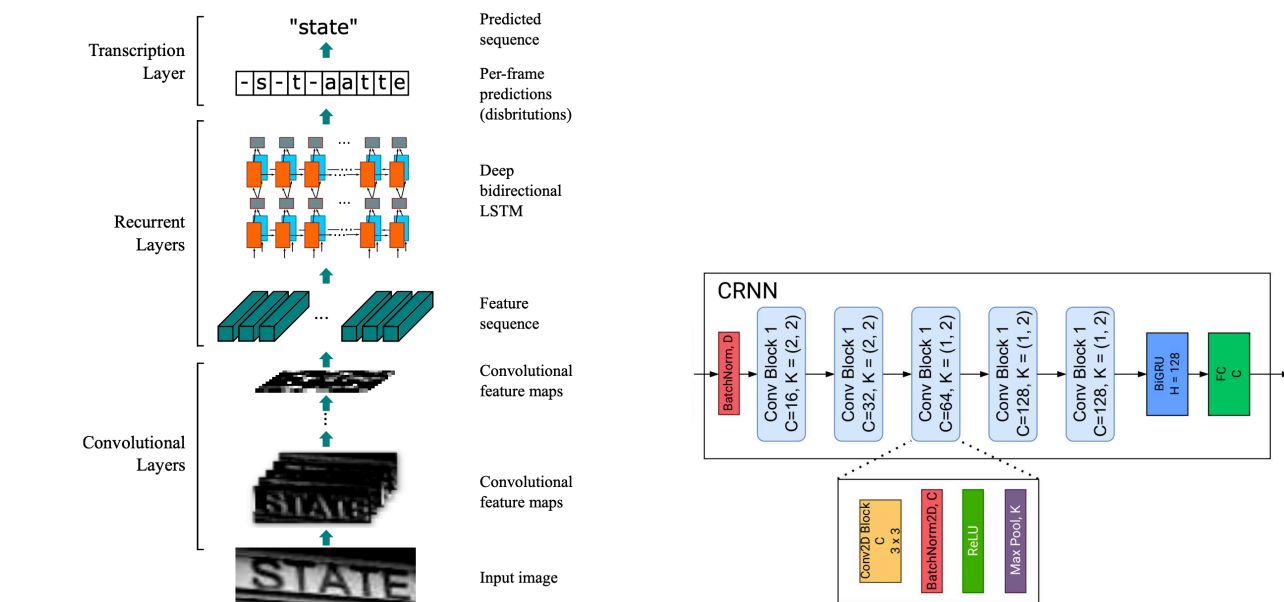 Transcription
Layer
"state"
Predicted
sequence
-s-t-aatte
Per-frame
predictions
(disbritutions)
Recurrent
Layers
...
...
Deep
bidirectional
LSTM
...
...
...
Feature
sequence
Convolutional
Layers
Convolutional
feature maps
...
STATE
Convolutional
feature maps
STATE
Input image
CRNN
BatchNorm, D
Conv Block 1
C=16, K = (2, 2)
Conv Block 1
C=32, K = (2, 2)
Conv Block 1
C=64, K = (1, 2)
Conv Block 1
C=128, K = (1, 2)
Conv Block 1
C=128, K = (1, 2)
BiGRU
H = 128
FC
C
Conv2D Block
C
3 x 3
BatchNorm2D, C
ReLU
Max Pool, K